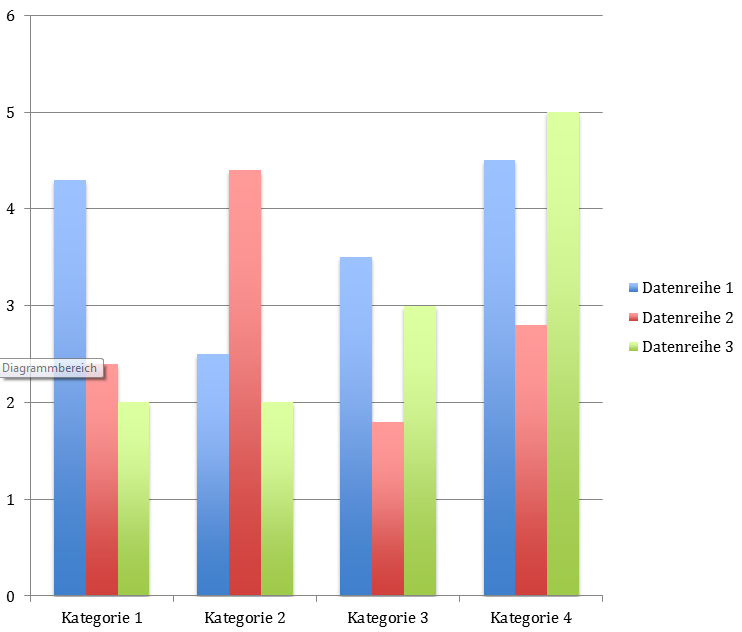 6
5
4
3
2
1
0
Diagrammbereich
Kategorie 1 Kategorie 2 Kategorie 3 Kategorie 4
Datenreihe 1
Datenreihe 2
Datenreihe 3